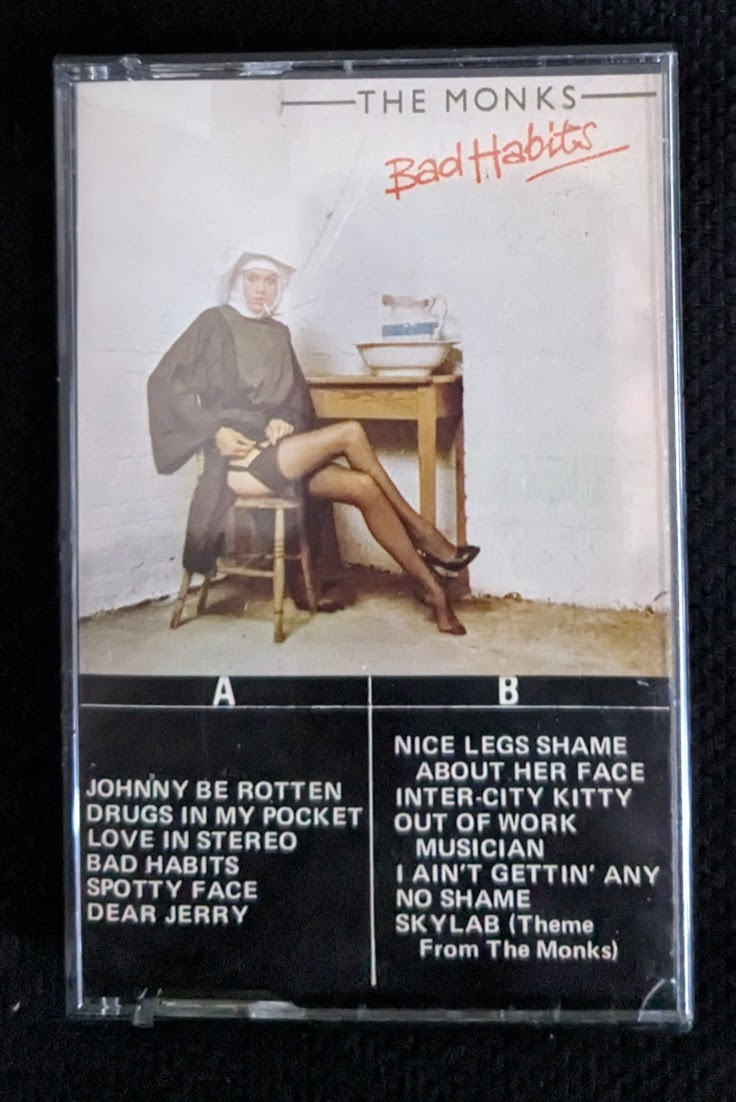 THE MONKS
Bad Habits
A
B
JOHNNY BE ROTTEN
DRUGS IN MY POCKET
LOVE IN STEREO
BAD HABITS
SPOTTY FACE
DEAR JERRY
NICE LEGS SHAME
ABOUT HER FACE
INTER-CITY KITTY
OUT OF WORK
MUSICIAN
I AIN'T GETTIN' ANY
NO SHAME
SKYLAB (Theme
From The Monks)